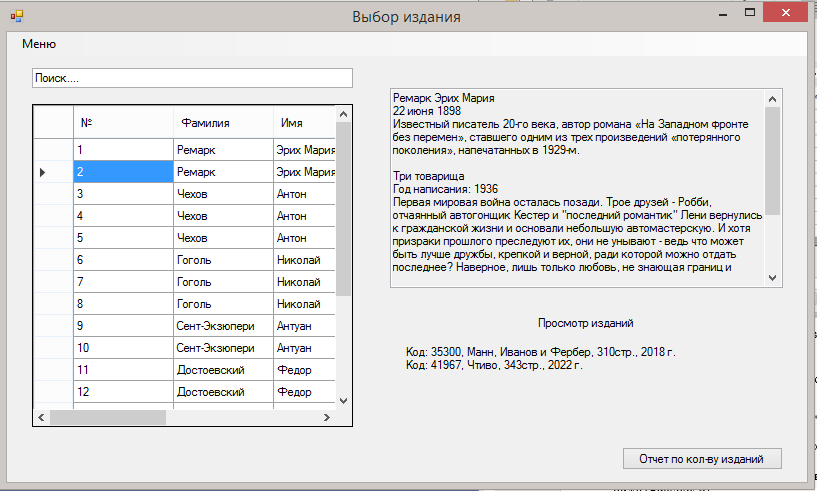 Выбор издания
Меню
Поиск....
№ Фамилия Имя
1 Ремарк Эрих Мария
2 Ремарк Эрих Мария
3 Чехов Антон
4 Чехов Антон
5 Чехов Антон
6 Гоголь Николай
7 Гоголь Николай
8 Гоголь Николай
9 Сент-Экзюпери Антуан
10 Сент-Экзюпери Антуан
11 Достоевский Федор
12 Достоевский Федор
Ремарк Эрих Мария
22 июня 1898
Известный писатель 20-го века, автор романа «На Западном фронте
без перемен», ставшего одним из трех произведений «потерянного
поколения», напечатанных в 1929-м.
Три товарища
Год написания: 1936
Первая мировая война осталась позади. Трое друзей - Робби,
отчаянный автогонщик Кестер и "последний романтик" Лени вернулись
к гражданской жизни и основали небольшую автомастерскую. И хотя
призраки прошлого преследуют их, они не унывают - ведь что может
быть лучше дружбы, крепкой и верной, ради которой можно отдать
последнее? Наверное, лишь только любовь, не знающая границ и
Просмотр изданий
Код: 35300, Манн, Иванов и Фербер, 310стр., 2018 г.
Код: 41967, Чтиво, 343стр., 2022 г.
Отчет по кол-ву изданий